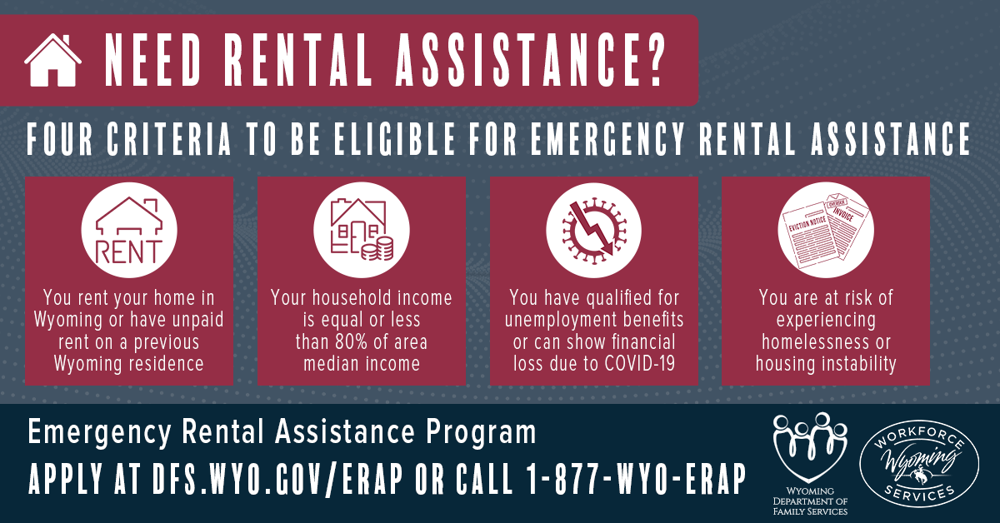 NEED RENTAL ASSISTANCE?
FOUR CRITERIA TO BE ELIGIBLE FOR EMERGENCY RENTAL ASSISTANCE
RENT
You rent your home in
Wyoming or have unpaid
rent on a previous
Wyoming residence
Your household income
is equal or less
than 80% of area
median income
You have qualified for
unemployment benefits
or can show financial
loss due to COVID-19
EVICTION NOTICE
OVERDUE
INVOICE
You are at risk of
experiencing
homelessness or
housing instability
Emergency Rental Assistance Program
APPLY AT DFS.WYO.GOV/ERAP OR CALL 1-877-WYO-ERAP
WYOMING
DEPARTMENT OF
FAMILY SERVICES
WORKFORCE
Wyoming
SERVICES